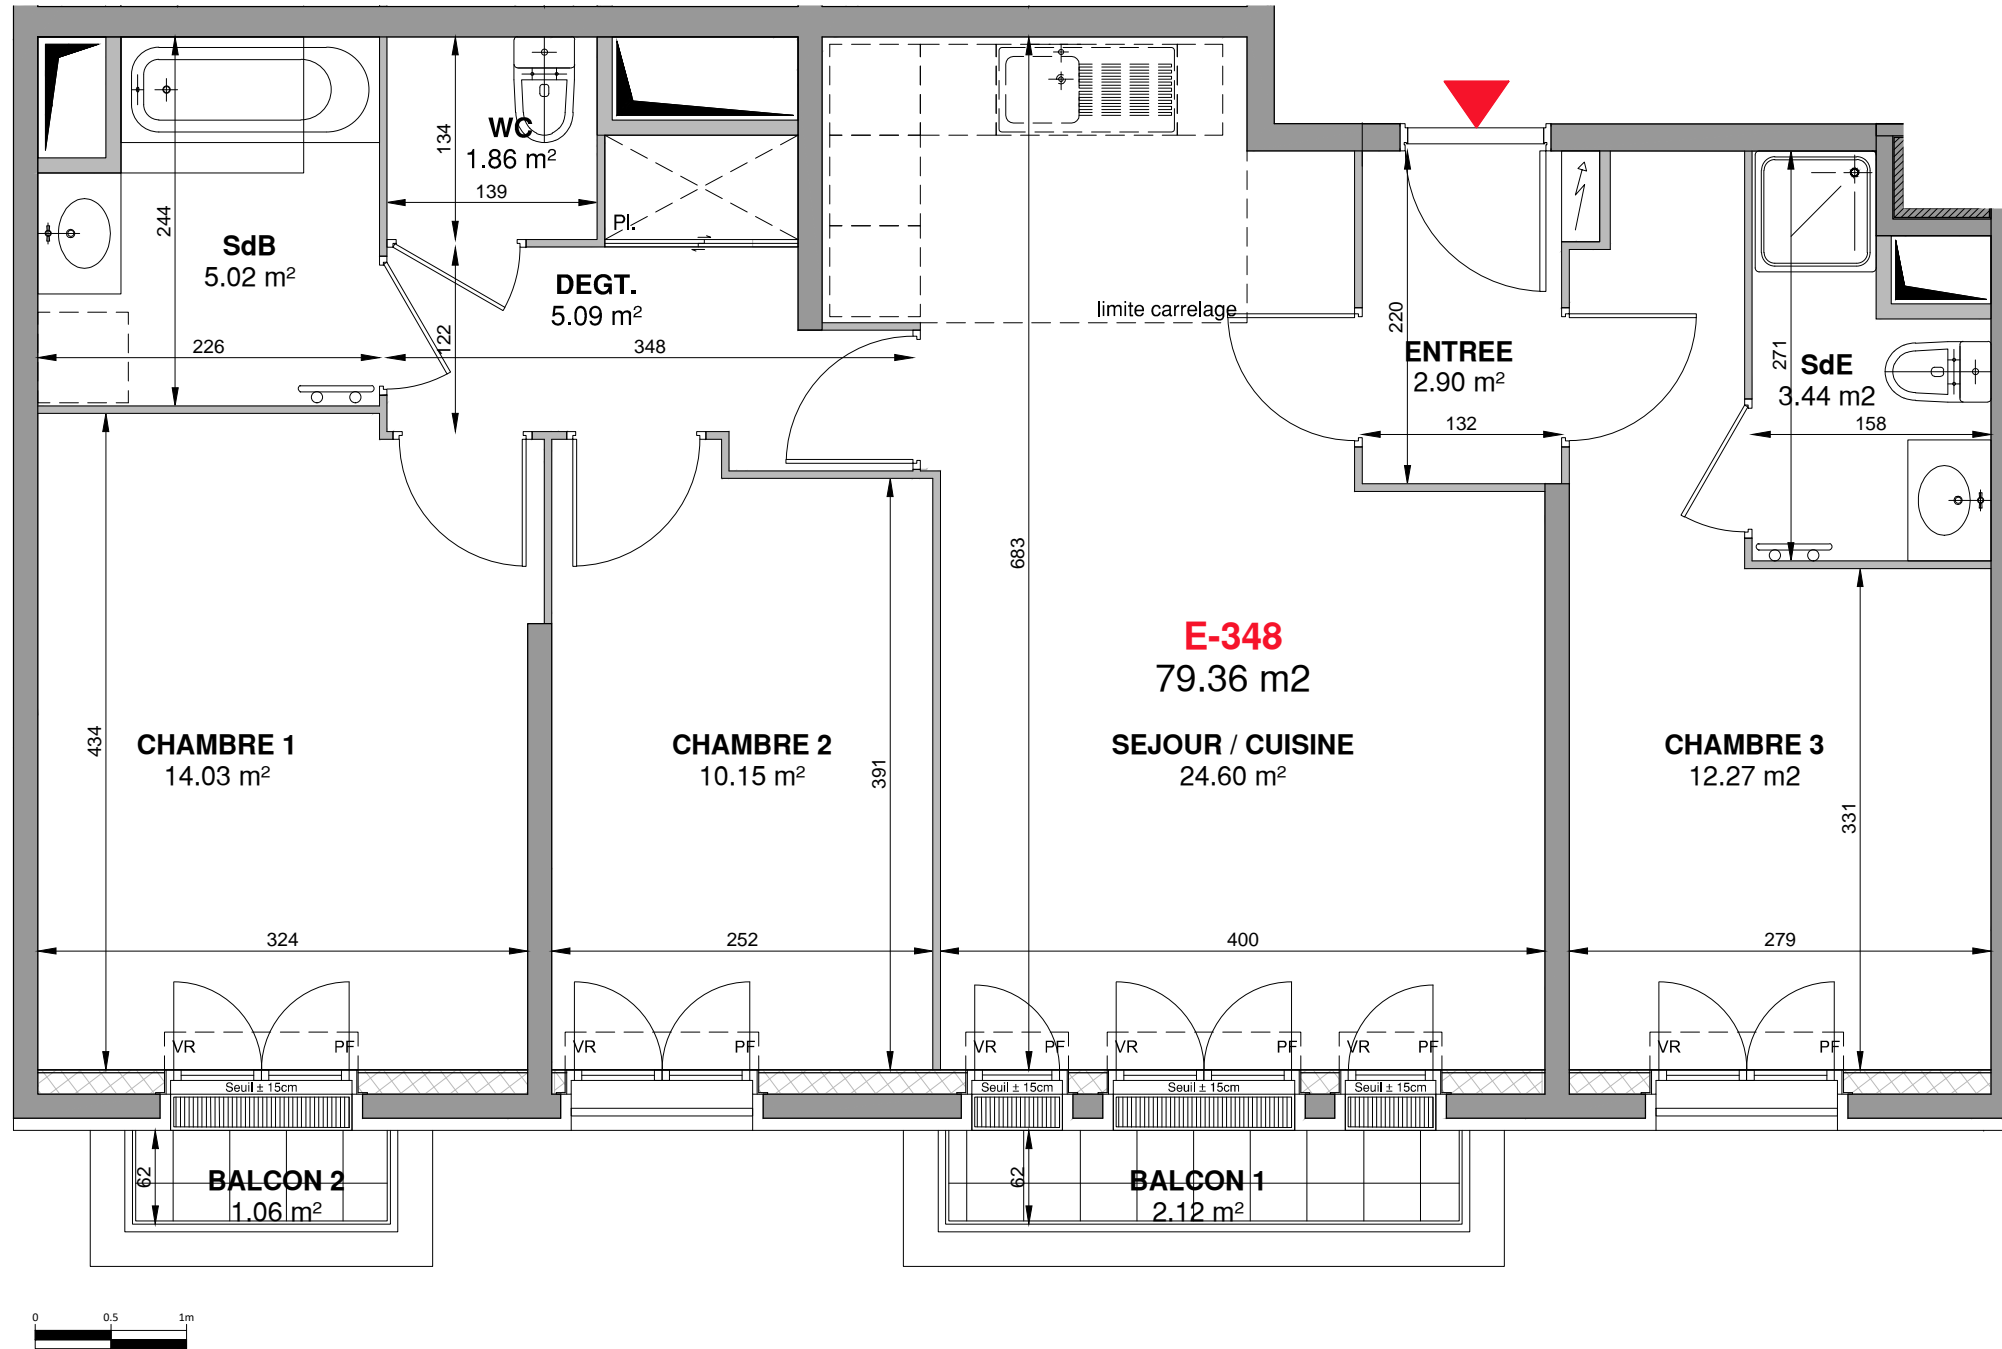 WC
1.86 m²
134
139
244
SdB
5.02 m²
Pl.
DEGT.
5.09 m²
122
226
348
limite carrelage
220
ENTREE
2.90 m²
132
271
SdE
3.44 m2
158
683
E-348
79.36 m2
434
CHAMBRE 1
14.03 m²
CHAMBRE 2
10.15 m²
391
SEJOUR / CUISINE
24.60 m²
CHAMBRE 3
12.27 m2
331
324
252
400
279
VR PF
VR PF
VR PF
VR PF
VR
VR PF
Seuil ± 15cm
Seuil ± 15cm
Seuil ± 15cm
Seuil ± 15cm
62
BALCON 2
1.06 m²
62
BALCON 1
2.12 m²
0 0.5 1m